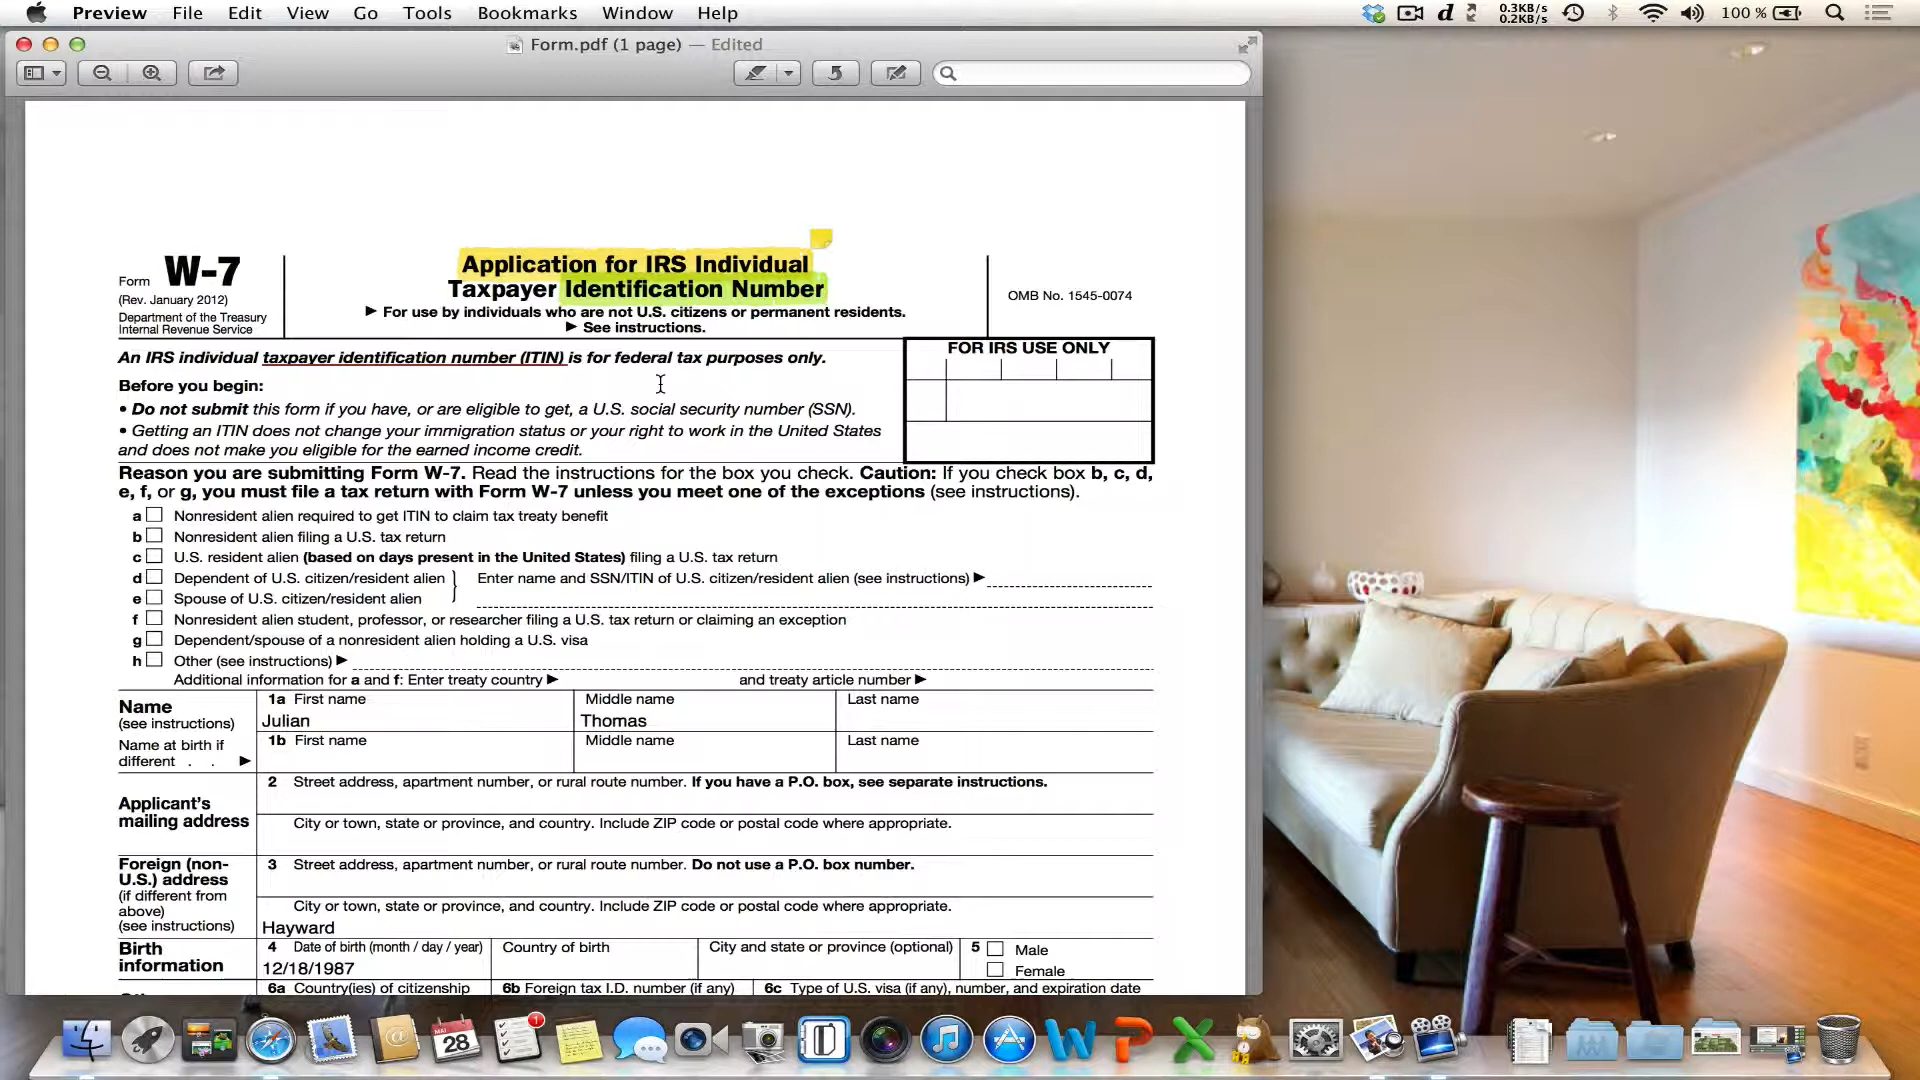 Preview File Edit View Go Tools Bookmarks Window Help
0.3KB/s
0.2KB/s
100 %
Form.pdf (1 page) — Edited
Form W-7
(Rev. January 2012)
Department of the Treasury
Internal Revenue Service
Application for IRS Individual
Taxpayer Identification Number
▶ For use by individuals who are not U.S. citizens or permanent residents.
▶ See instructions.
OMB No. 1545-0074
An IRS individual taxpayer identification number (ITIN) is for federal tax purposes only.
FOR IRS USE ONLY
Before you begin:
• Do not submit this form if you have, or are eligible to get, a U.S. social security number (SSN).
• Getting an ITIN does not change your immigration status or your right to work in the United States
and does not make you eligible for the earned income credit.
Reason you are submitting Form W-7. Read the instructions for the box you check. Caution: If you check box b, c, d,
e, f, or g, you must file a tax return with Form W-7 unless you meet one of the exceptions (see instructions).
a Nonresident alien required to get ITIN to claim tax treaty benefit
b Nonresident alien filing a U.S. tax return
c U.S. resident alien (based on days present in the United States) filing a U.S. tax return
d Dependent of U.S. citizen/resident alien } Enter name and SSN/ITIN of U.S. citizen/resident alien (see instructions) ▶
e Spouse of U.S. citizen/resident alien
f Nonresident alien student, professor, or researcher filing a U.S. tax return or claiming an exception
g Dependent/spouse of a nonresident alien holding a U.S. visa
h Other (see instructions) ▶
Additional information for a and f: Enter treaty country ▶ and treaty article number ▶
Name
(see instructions)
1a First name Middle name Last name
Julian Thomas
Name at birth if
different . . ▶
1b First name Middle name Last name
Applicant's
mailing address
2 Street address, apartment number, or rural route number. If you have a P.O. box, see separate instructions.
City or town, state or province, and country. Include ZIP code or postal code where appropriate.
Foreign (non-
U.S.) address
(if different from
above)
(see instructions)
3 Street address, apartment number, or rural route number. Do not use a P.O. box number.
City or town, state or province, and country. Include ZIP code or postal code where appropriate.
Hayward
Birth
information
4 Date of birth (month / day / year) Country of birth City and state or province (optional) 5 Male
12/18/1987 Female
6a Country(ies) of citizenship 6b Foreign tax I.D. number (if any) 6c Type of U.S. visa (if any), number, and expiration date
MAI
28
1